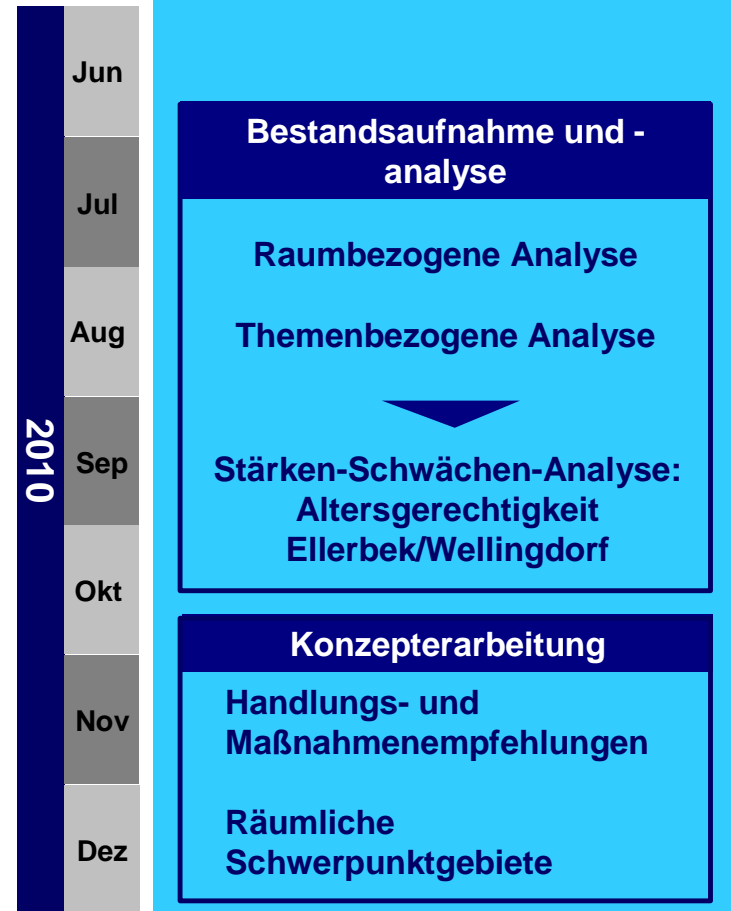 2010
Jun
Jul
Aug
Sep
Okt
Nov
Dez
Bestandsaufnahme und -
analyse
Raumbezogene Analyse
Themenbezogene Analyse
Stärken-Schwächen-Analyse:
Altersgerechtigkeit
Ellerbek/Wellingdorf
Konzepterarbeitung
Handlungs- und
Maßnahmenempfehlungen
Räumliche
Schwerpunktgebiete